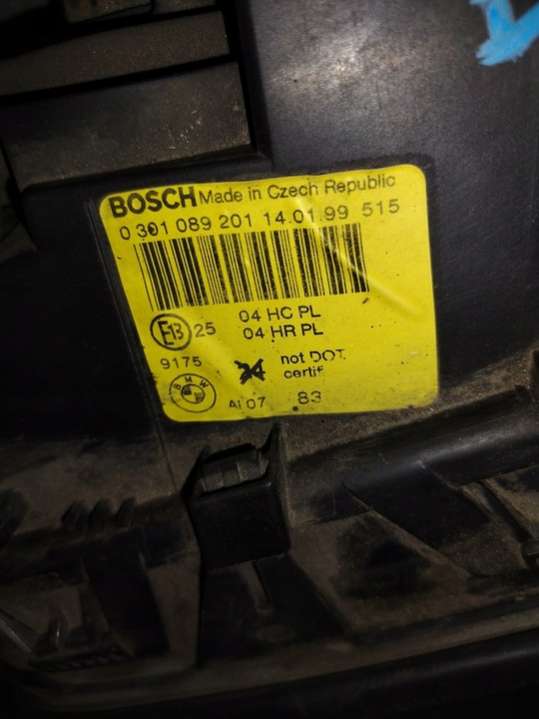 BOSCH Made in Czech Republic
0 301 089 201 14.01.99 515
04 HC PL
E13 25 04 HR PL
9175 not DOT
certif
BMW
AI 07 83